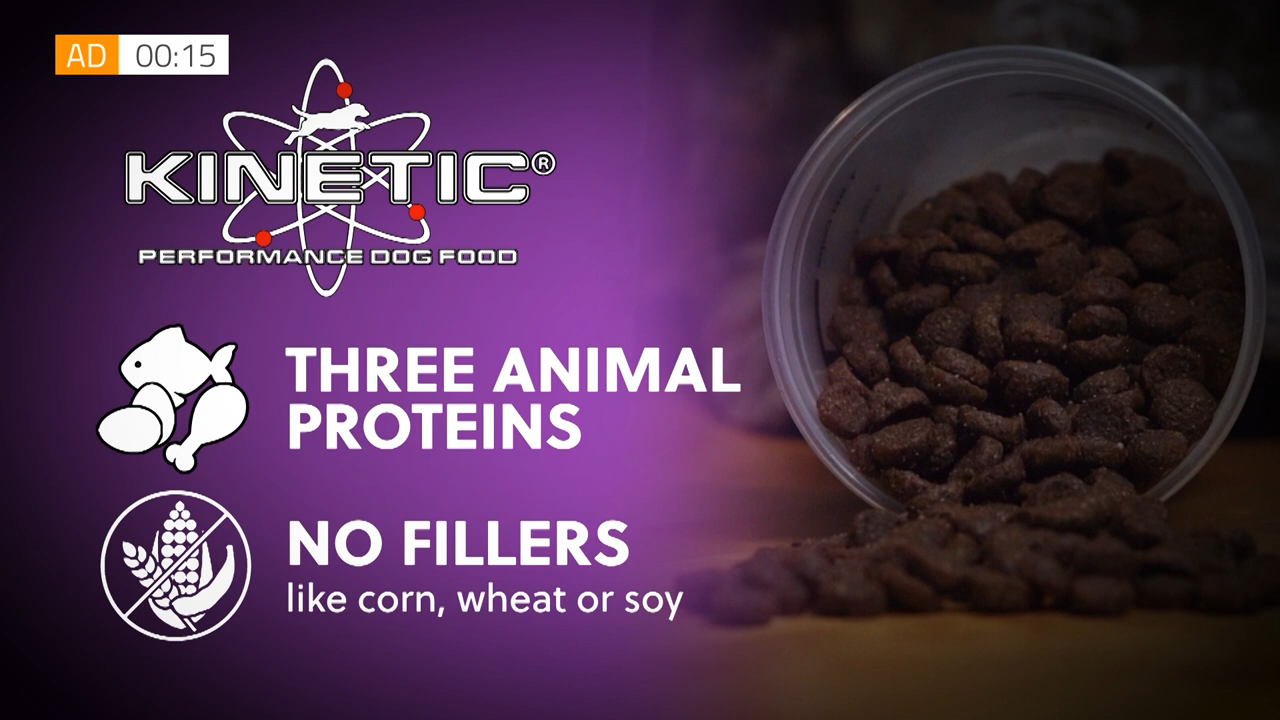 AD 00:15
KINETIC®
PERFORMANCE DOG FOOD
THREE ANIMAL
PROTEINS
NO FILLERS
like corn, wheat or soy